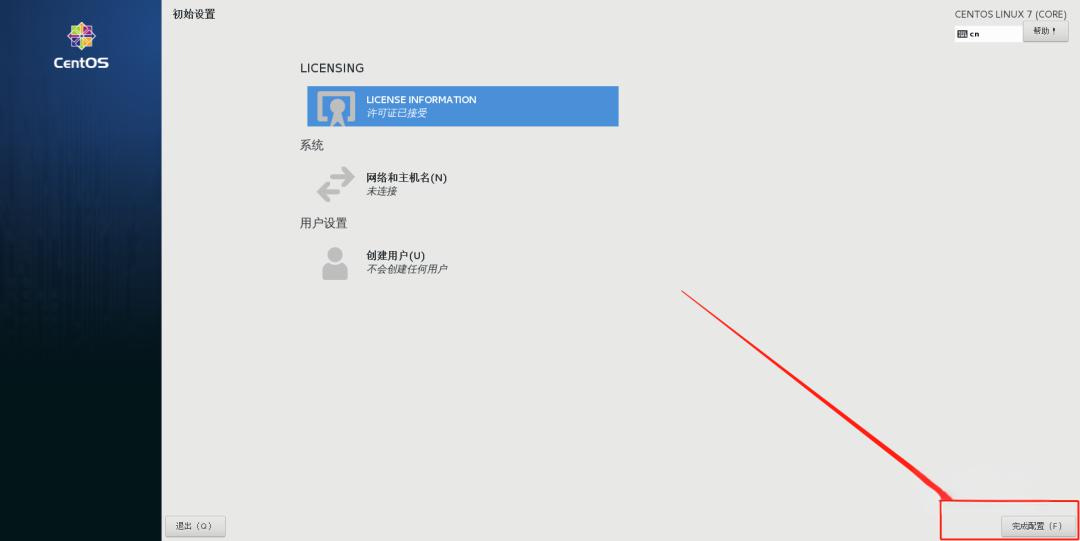 初始设置
CENTOS LINUX 7 (CORE)
cn
帮助！
CentOS
LICENSING
LICENSE INFORMATION
许可证已接受
系统
网络和主机名(N)
未连接
用户设置
创建用户(U)
不会创建任何用户
退出（Q）
完成配置（F）